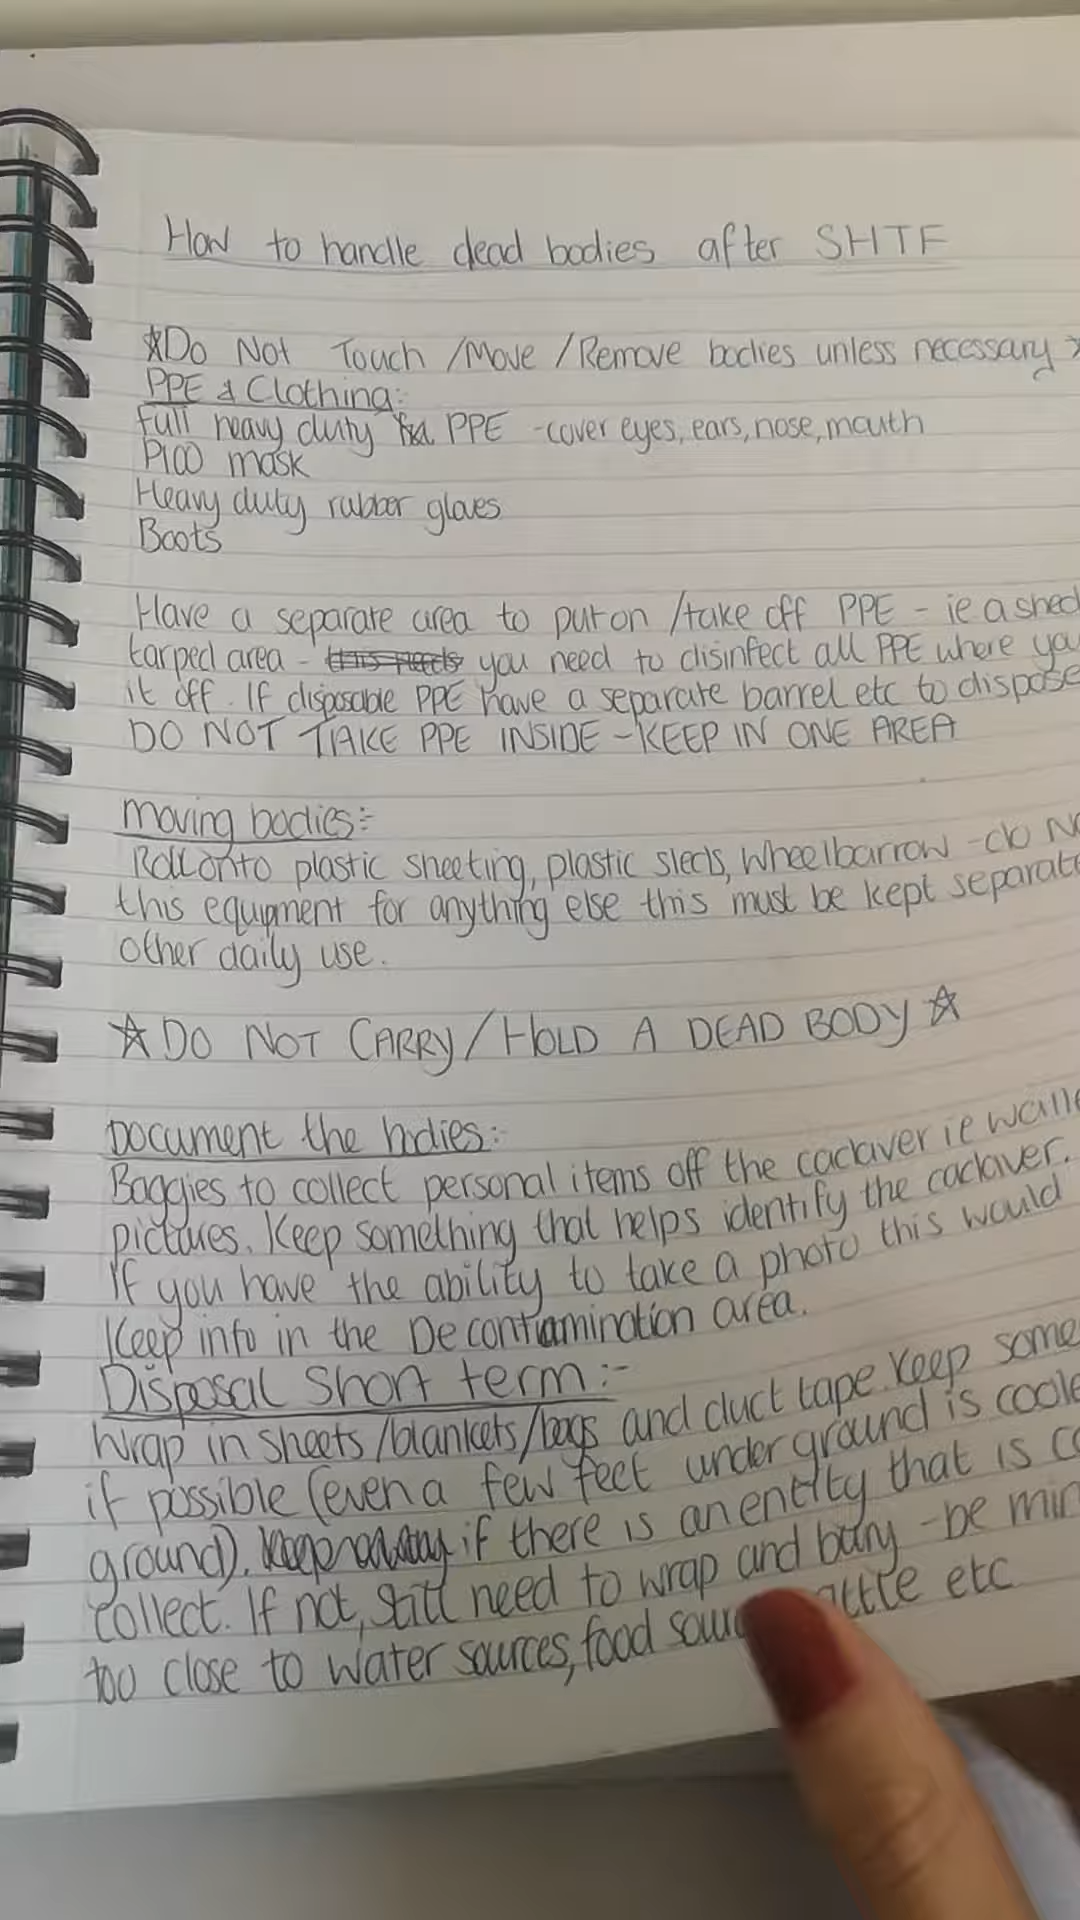 How to handle dead bodies after SHTF
☆Do Not Touch /Move /Remove bodies unless necessary
PPE & Clothing:
Full heavy duty PPE -cover eyes, ears, nose, mouth
P100 mask
Heavy duty rubber gloves
Boots
Have a separate area to put on /take off PPE - ie a shed
tarped area - you need to disinfect all PPE where you
it off. If disposable PPE have a separate barrel etc to dispose
DO NOT TAKE PPE INSIDE - KEEP IN ONE AREA
Moving bodies:-
Roll onto plastic sheeting, plastic sleds, wheelbarrow - do
this equipment for anything else this must be kept separate
other daily use.
☆ DO NOT CARRY/HOLD A DEAD BODY ☆
Document the bodies:-
Baggies to collect personal items off the cadaver ie
pictures. Keep something that helps identify the cadaver.
If you have the ability to take a photo this would
Keep info in the Decontamination area.
Disposal short term:-
Wrap in sheets/blankets/bags and duct tape. Keep some
if possible (even a few feet under ground is
ground). if there is an entity that is
collect. If not, still need to wrap and bury - be
too close to water sources, food etc